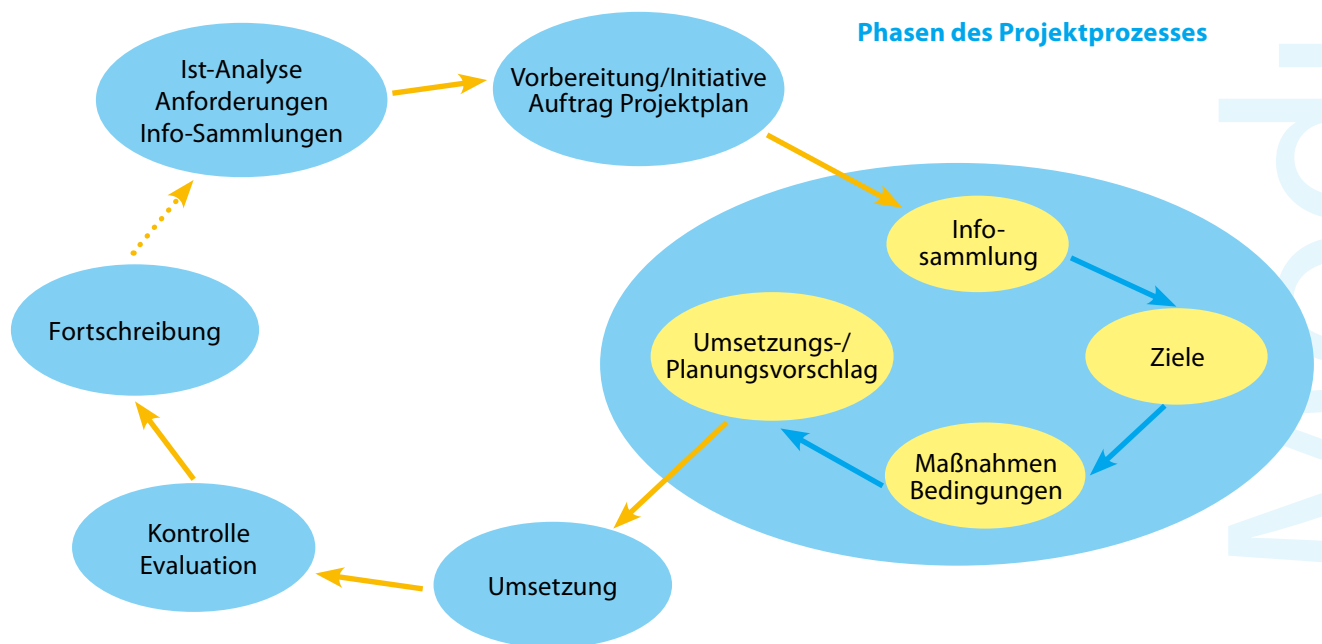 Phasen des Projektprozesses
Ist-Analyse
Anforderungen
Info-Sammlungen
Vorbereitung/Initiative
Auftrag Projektplan
Info-
sammlung
Ziele
Maßnahmen
Bedingungen
Umsetzungs-/
Planungsvorschlag
Umsetzung
Kontrolle
Evaluation
Fortschreibung